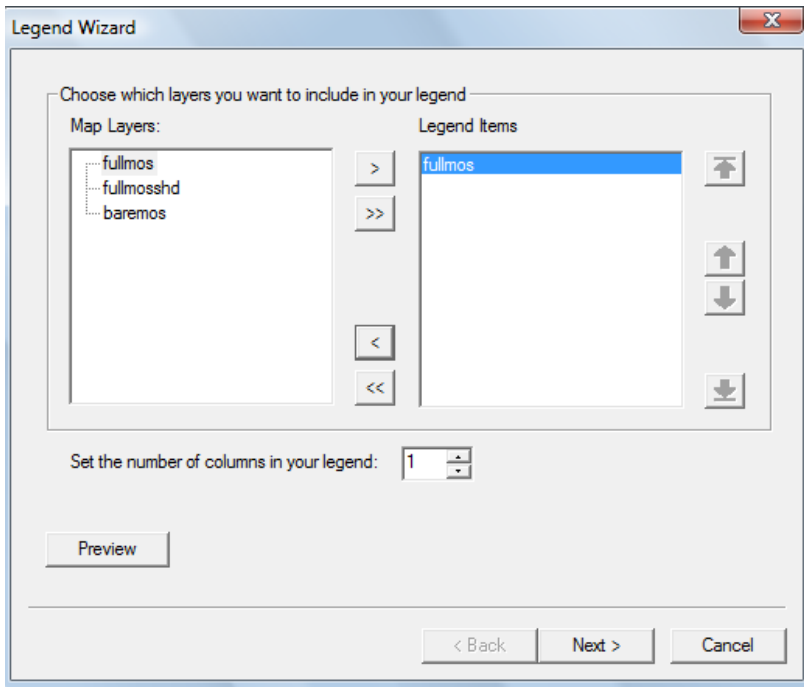 Legend Wizard
X
Choose which layers you want to include in your legend
Map Layers:
Legend Items
fullmos
fullmosshd
baremos
>
>>
<
<<
fullmos
Set the number of columns in your legend: 1
Preview
< Back Next > Cancel